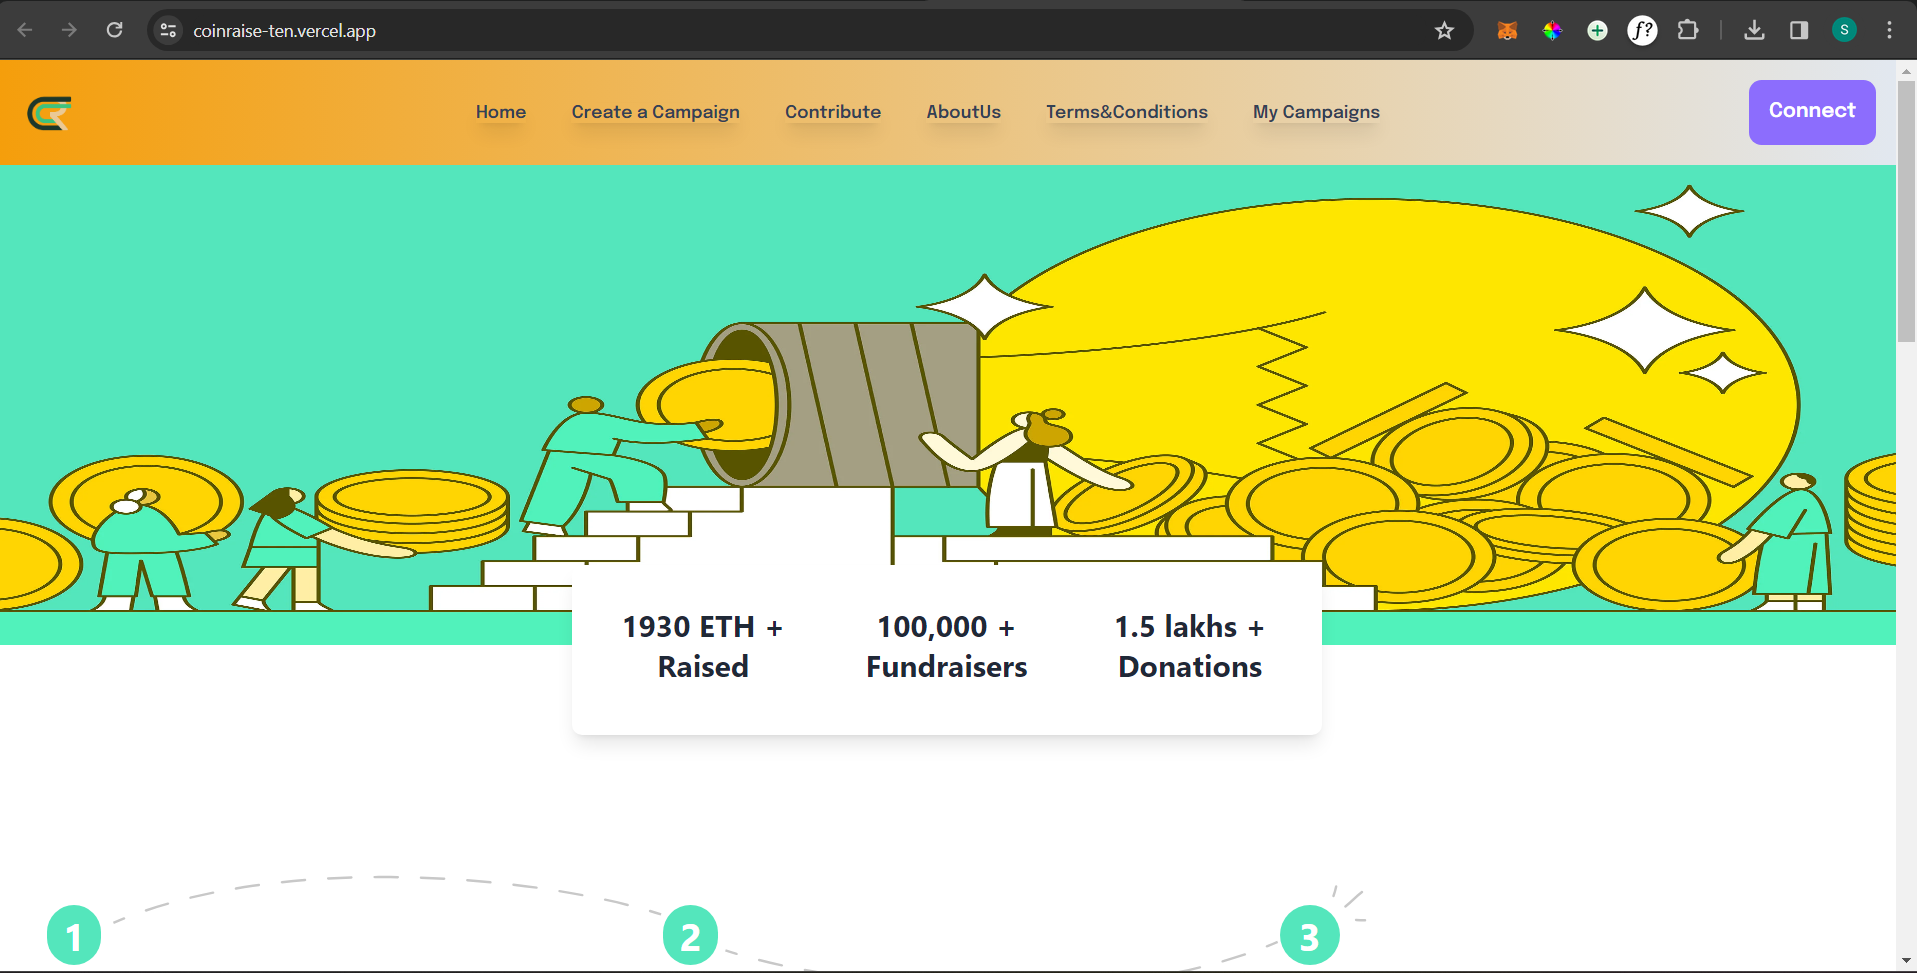 coinraise-ten.vercel.app
f?
S
CR
Home Create a Campaign Contribute AboutUs Terms&Conditions My Campaigns Connect
1930 ETH + 100,000 + 1.5 lakhs +
Raised Fundraisers Donations
1 2 3